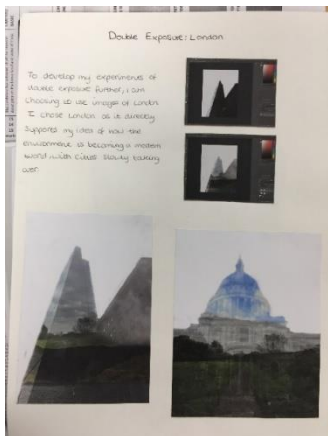 Double Exposure: London
To develop my experiments of
double exposure further, i am
choosing to use images of London.
I chose London as it directly
supports my idea of how the
environment is becoming a modern
world with cities slowly taking
over.